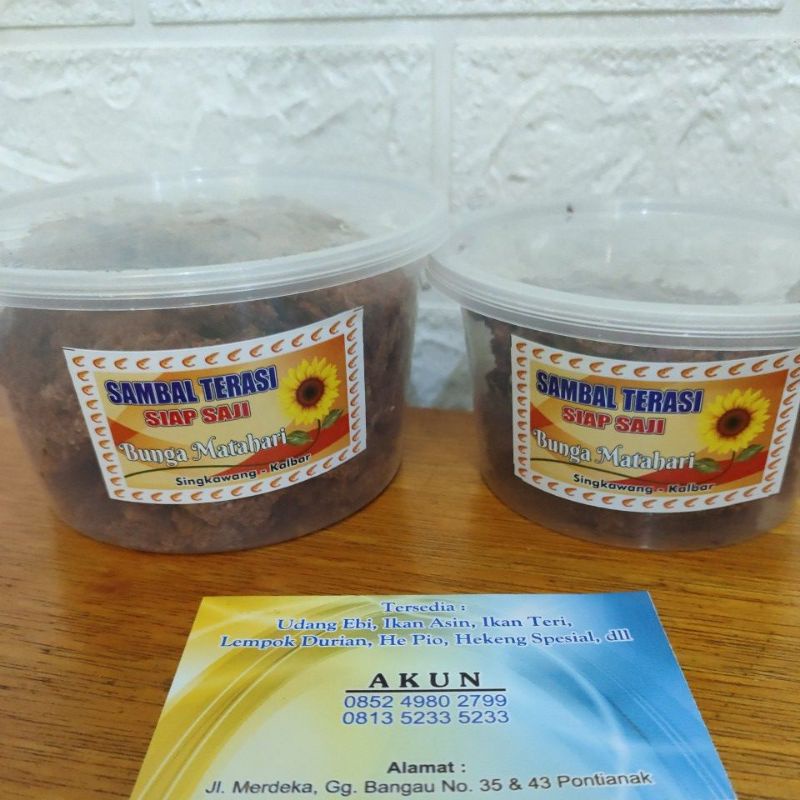 SAMBAL TERASI
SIAP SAJI
Bunga Matahari
Singkawang - Kalbar
SAMBAL TERASI
SIAP SAJI
Bunga Matahari
Singkawang - Kalbar
Tersedia :
Udang Ebi, Ikan Asin, Ikan Teri,
Lempok Durian, He Pio, Hekeng Spesial, dll
AKUN
0852 4980 2799
0813 5233 5233
Alamat :
Jl. Merdeka, Gg. Bangau No. 35 & 43 Pontianak